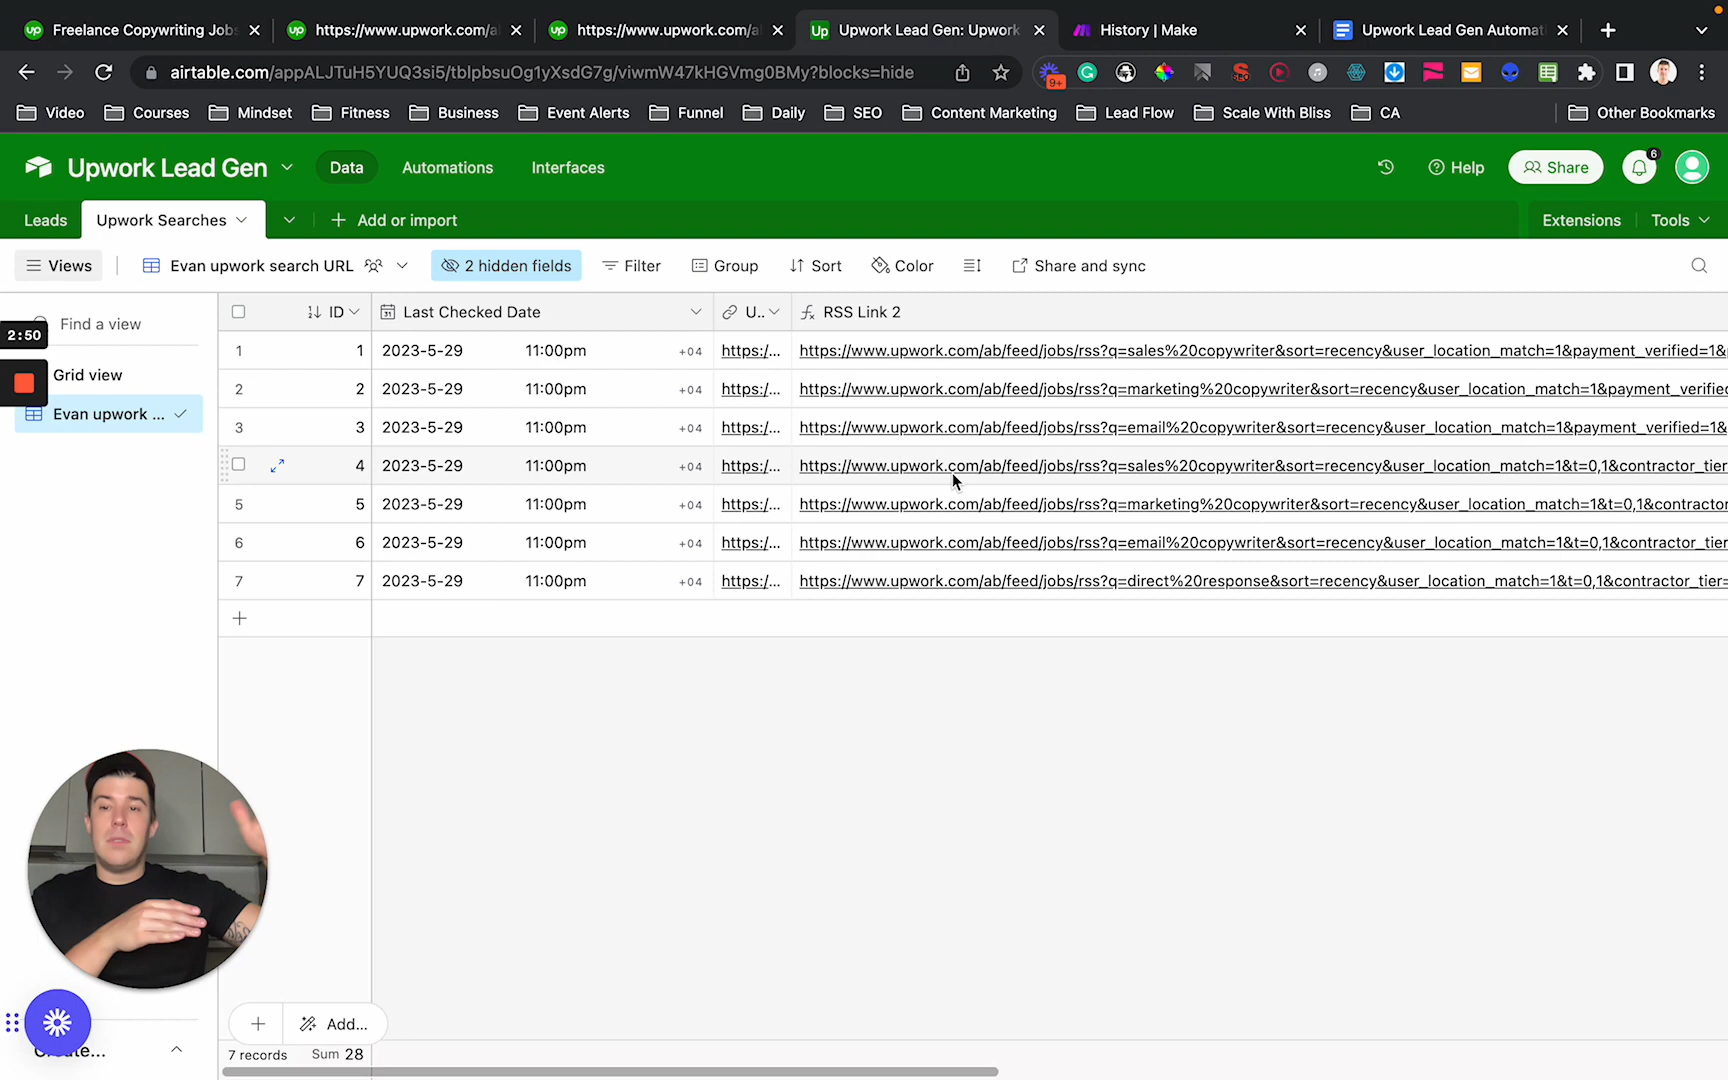 Freelance Copywriting Jobs
https://www.upwork.com/a
https://www.upwork.com/a
Up Upwork Lead Gen: Upwork
History | Make
Upwork Lead Gen Automat
airtable.com/appALJTuH5YUQ3si5/tblpbsuOg1yXsdG7g/viwmW47kHGVmg0BMy?blocks=hide
9+
Video Courses Mindset Fitness Business Event Alerts Funnel Daily SEO Content Marketing Lead Flow Scale With Bliss CA Other Bookmarks
Upwork Lead Gen Data Automations Interfaces Help Share 6
Leads Upwork Searches Add or import Extensions Tools
Views Evan upwork search URL 2 hidden fields Filter Group Sort Color Share and sync
Find a view
2:50
Grid view
Evan upwork ...
ID Last Checked Date U.. RSS Link 2
1 1 2023-5-29 11:00pm +04 https:/... https://www.upwork.com/ab/feed/jobs/rss?q=sales%20copywriter&sort=recency&user_location_match=1&payment_verified=1&
2 2 2023-5-29 11:00pm +04 https:/... https://www.upwork.com/ab/feed/jobs/rss?q=marketing%20copywriter&sort=recency&user_location_match=1&payment_verifie
3 3 2023-5-29 11:00pm +04 https:/... https://www.upwork.com/ab/feed/jobs/rss?q=email%20copywriter&sort=recency&user_location_match=1&payment_verified=1&
4 2023-5-29 11:00pm +04 https:/... https://www.upwork.com/ab/feed/jobs/rss?q=sales%20copywriter&sort=recency&user_location_match=1&t=0,1&contractor_tie
5 5 2023-5-29 11:00pm +04 https:/... https://www.upwork.com/ab/feed/jobs/rss?q=marketing%20copywriter&sort=recency&user_location_match=1&t=0,1&contractor
6 6 2023-5-29 11:00pm +04 https:/... https://www.upwork.com/ab/feed/jobs/rss?q=email%20copywriter&sort=recency&user_location_match=1&t=0,1&contractor_tie
7 7 2023-5-29 11:00pm +04 https:/... https://www.upwork.com/ab/feed/jobs/rss?q=direct%20response&sort=recency&user_location_match=1&t=0,1&contractor_tier=
Add...
Create...
7 records Sum 28